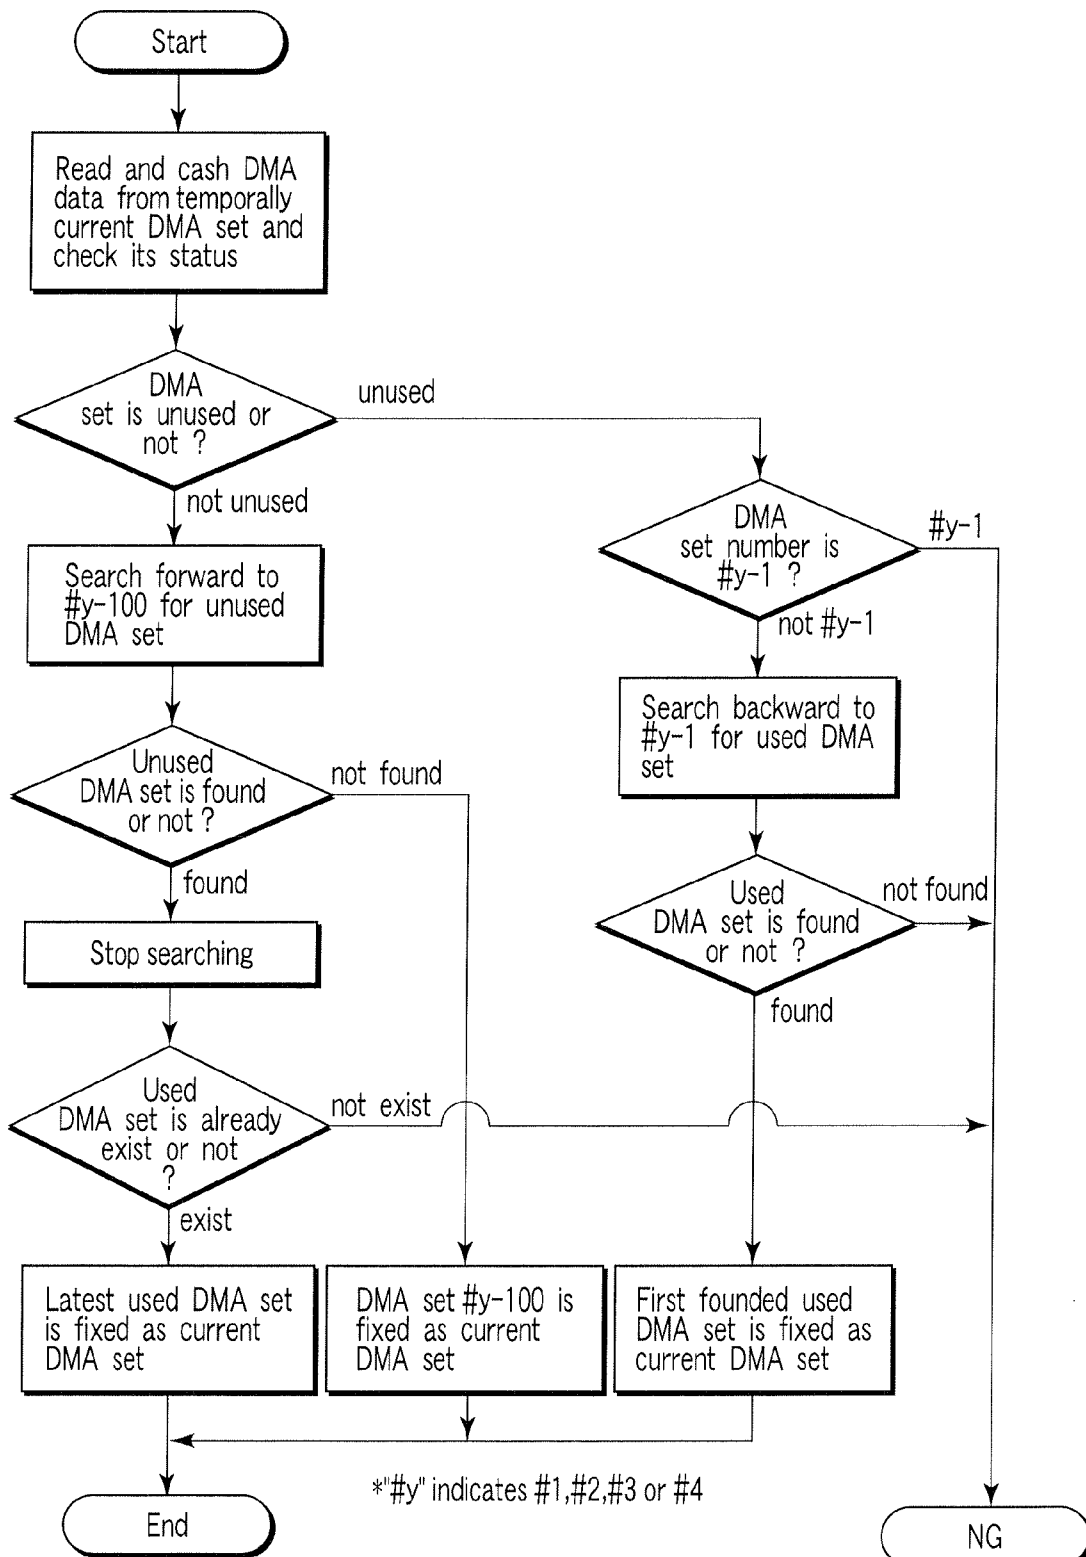 Start
Read and cash DMA
data from temporally
current DMA set and
check its status
DMA
set is unused or
not ?
unused
not unused
DMA
set number is
#y-1 ?
#y-1
not #y-1
Search forward to
#y-100 for unused
DMA set
Search backward to
#y-1 for used DMA
set
Unused
DMA set is found
or not ?
not found
found
Used
DMA set is found
or not ?
not found
found
Stop searching
Used
DMA set is already
exist or not
?
not exist
exist
Latest used DMA set
is fixed as current
DMA set
DMA set #y-100 is
fixed as current
DMA set
First founded used
DMA set is fixed as
current DMA set
*"#y" indicates #1,#2,#3 or #4
End
NG